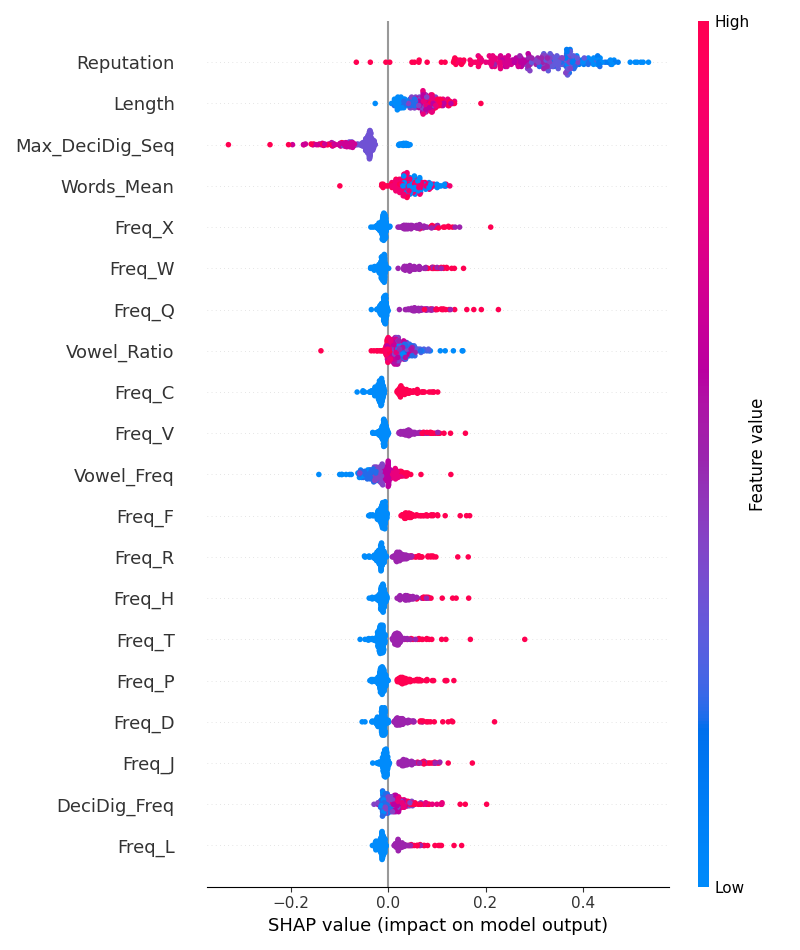 High
Reputation
Length
Max_DeciDig_Seq
Words_Mean
Freq_X
Freq_W
Freq_Q
Vowel_Ratio
Freq_C
Freq_V
Vowel_Freq
Freq_F
Freq_R
Freq_H
Freq_T
Freq_P
Freq_D
Freq_J
DeciDig_Freq
Freq_L
Feature value
Low
−0.2 0.0 0.2 0.4
SHAP value (impact on model output)